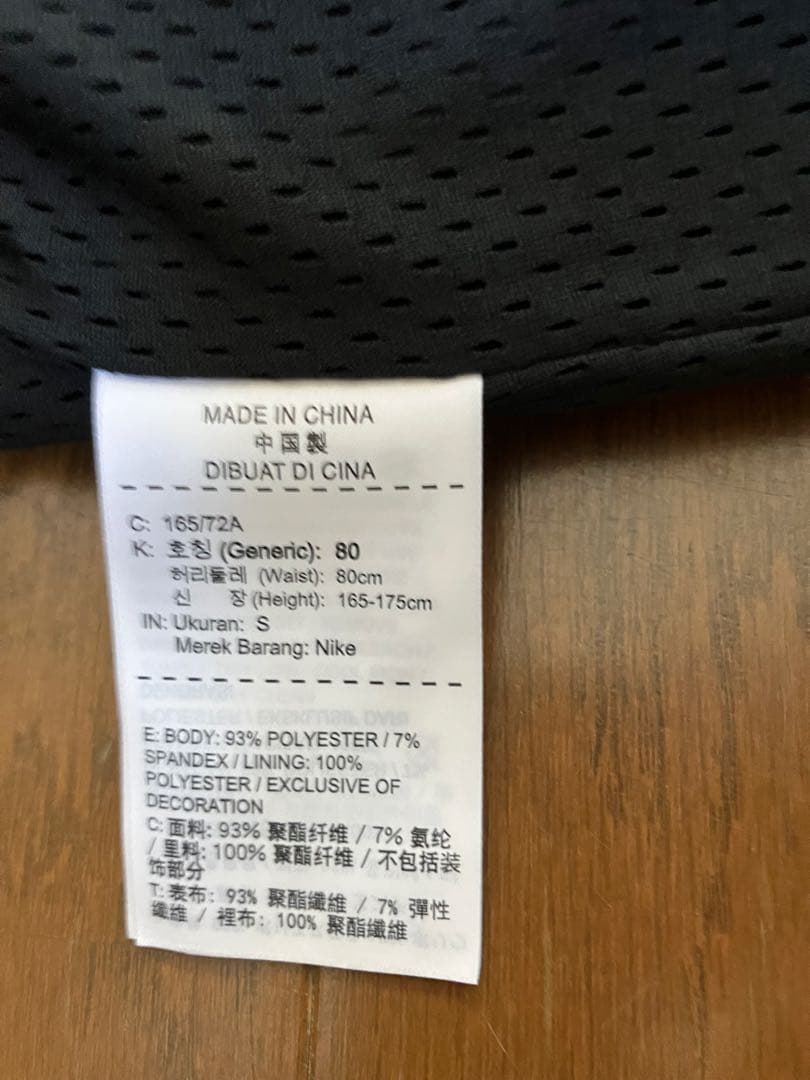 MADE IN CHINA
中国製
DIBUAT DI CINA
C: 165/72A
K: 호칭 (Generic): 80
허리둘레 (Waist): 80cm
신 장 (Height): 165-175cm
IN: Ukuran: S
Merek Barang: Nike
E: BODY: 93% POLYESTER / 7%
SPANDEX / LINING: 100%
POLYESTER / EXCLUSIVE OF
DECORATION
C: 面料: 93% 聚酯纤维 / 7% 氨纶
/ 里料: 100% 聚酯纤维 / 不包括装
饰部分
T: 表布: 93% 聚酯纖維 / 7% 彈性
纖維 / 裡布: 100% 聚酯纖維